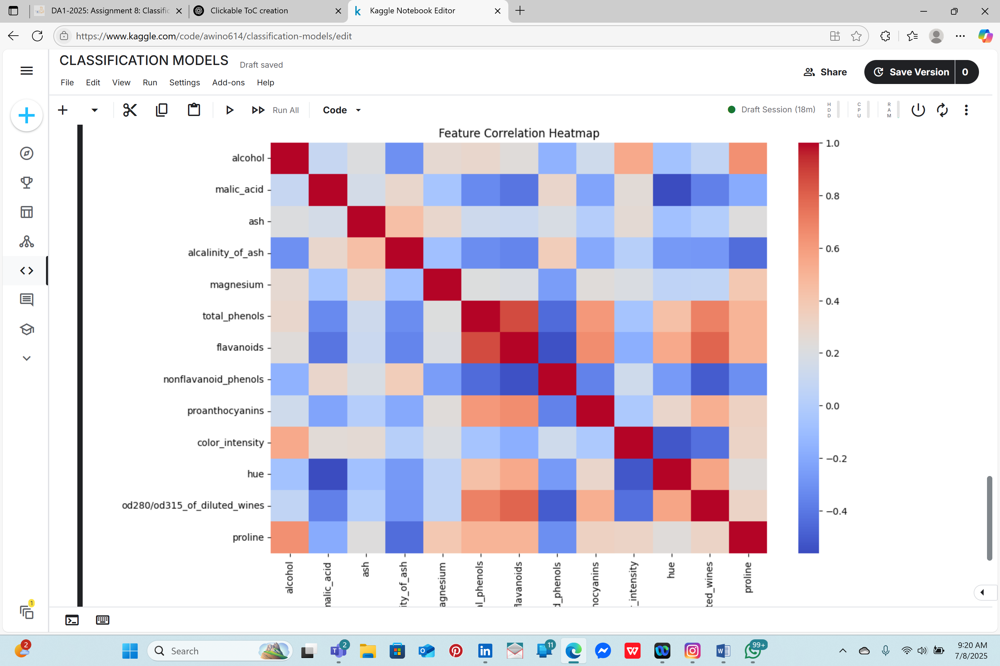 DA1-2025: Assignment 8: Classific
Clickable ToC creation
Kaggle Notebook Editor
https://www.kaggle.com/code/awino614/classification-models/edit
CLASSIFICATION MODELS
Draft saved
File Edit View Run Settings Add-ons Help
Share
Save Version 0
Run All
Code
Draft Session (18m)
HDD
CPU
RAM
Feature Correlation Heatmap
alcohol
malic_acid
ash
alcalinity_of_ash
magnesium
total_phenols
flavanoids
nonflavanoid_phenols
proanthocyanins
color_intensity
hue
od280/od315_of_diluted_wines
proline
1.0
0.8
0.6
0.4
0.2
0.0
−0.2
−0.4
alcohol
nalic_acid
ash
ity_of_ash
agnesium
al_phenols
lavanoids
d_phenols
nocyanins
_intensity
hue
ted_wines
proline
1
2
Search
2
11
99+
9:20 AM
7/8/2025